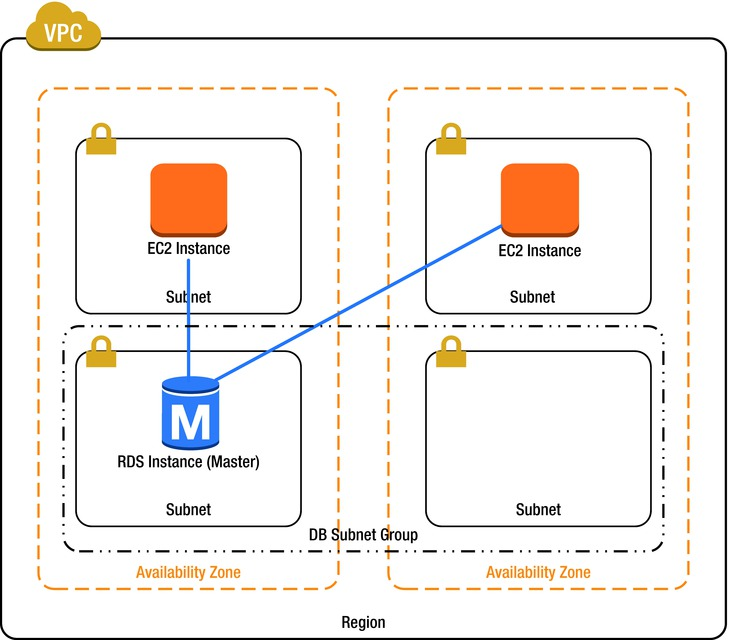 VPC
EC2 Instance
Subnet
EC2 Instance
Subnet
M
RDS Instance (Master)
Subnet
Subnet
DB Subnet Group
Availability Zone
Availability Zone
Region